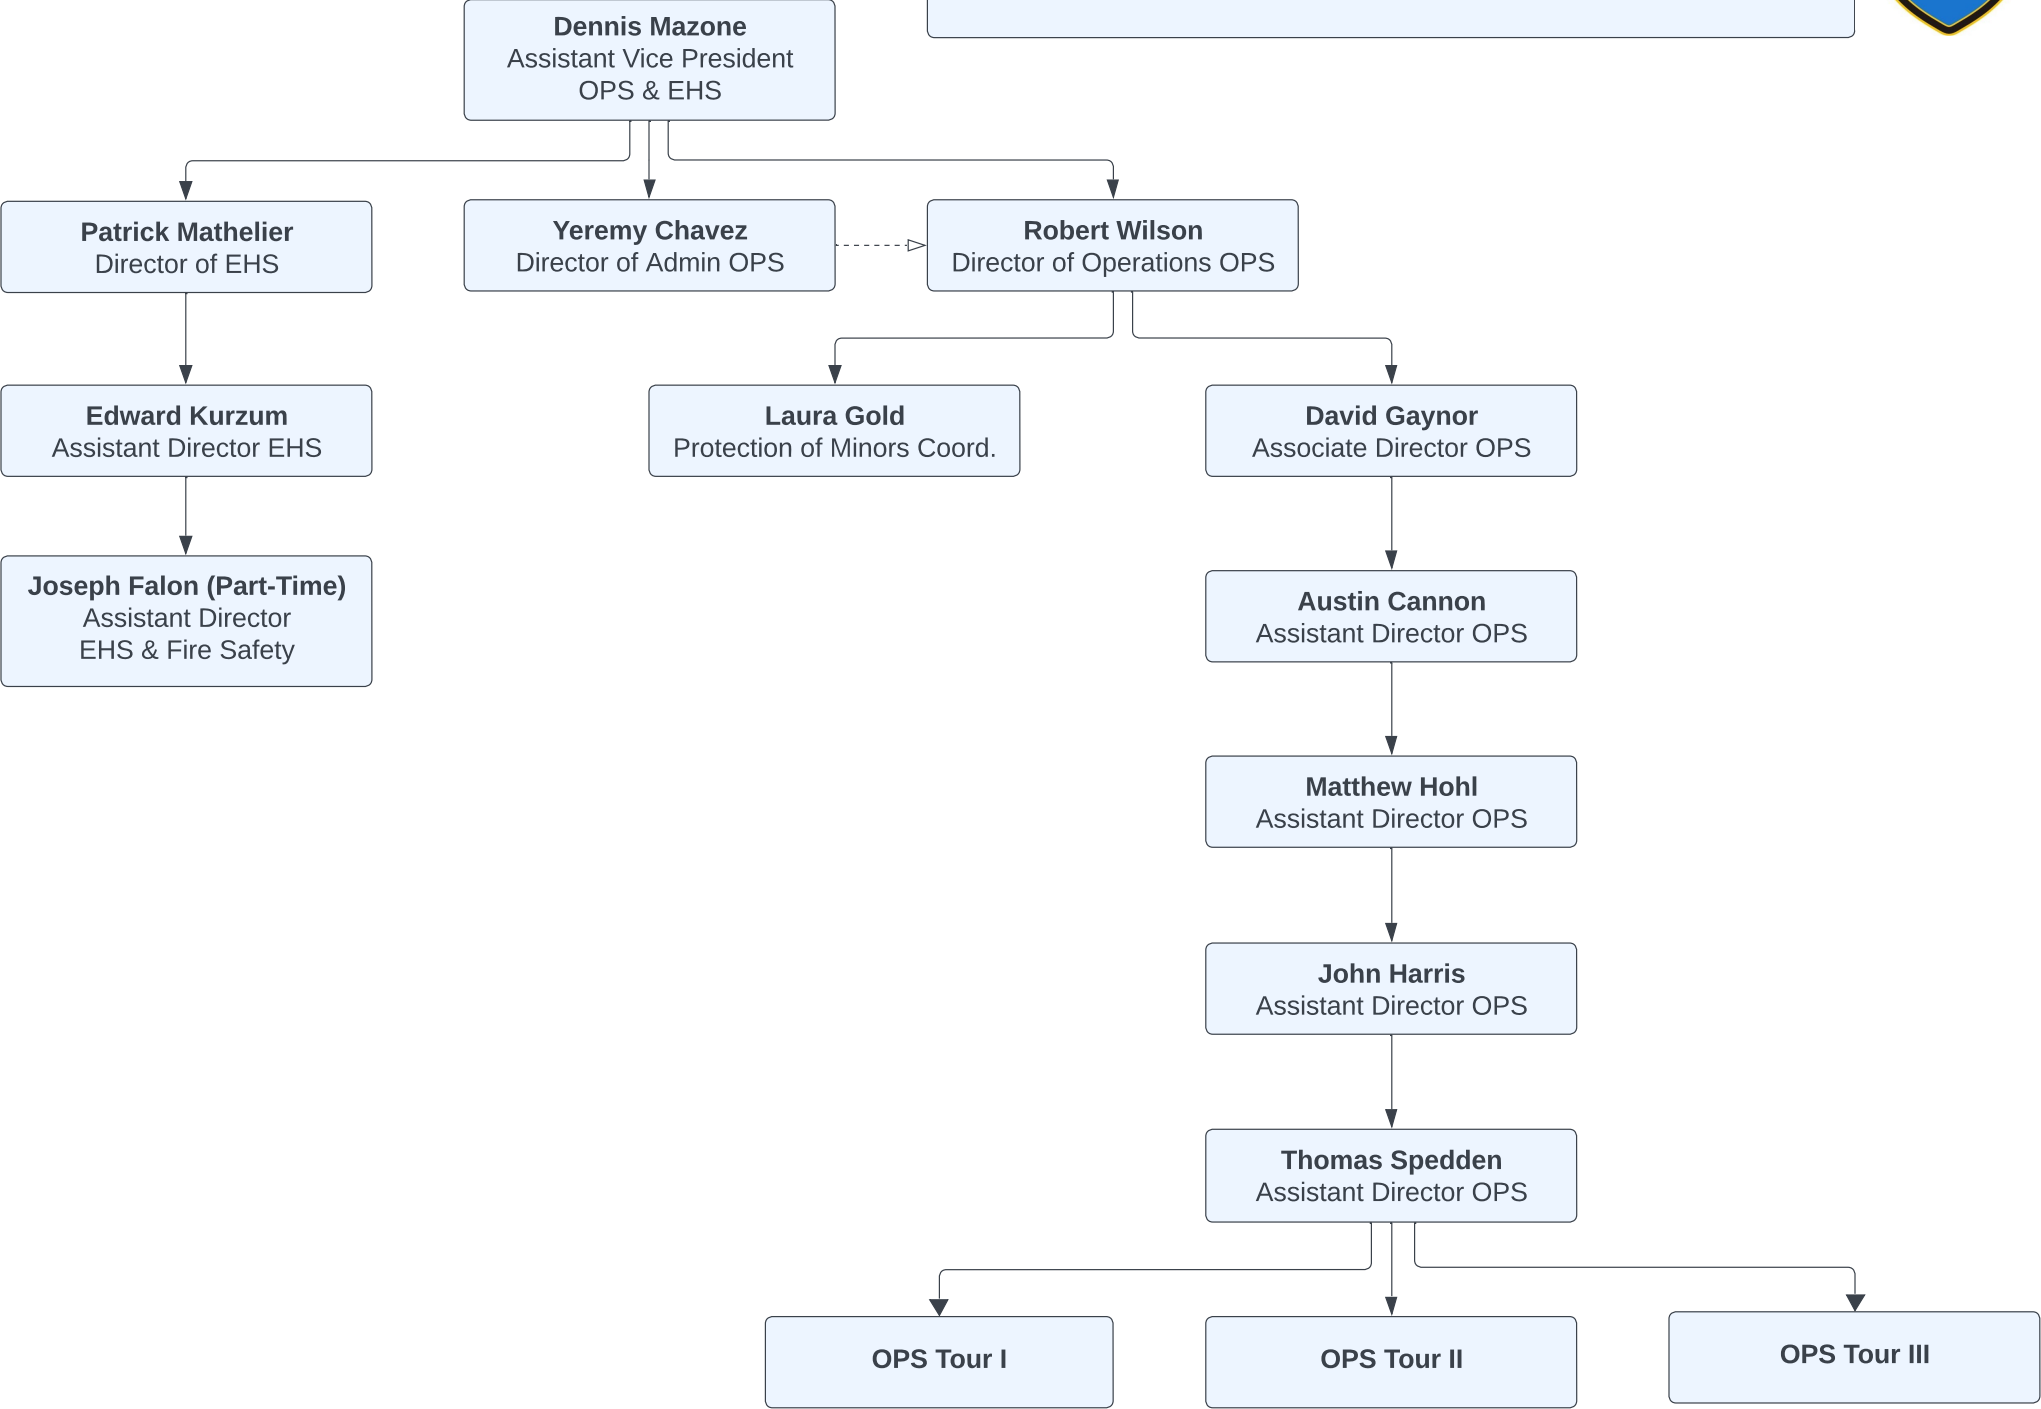 Dennis Mazone
Assistant Vice President
OPS & EHS
Patrick Mathelier
Director of EHS
Yeremy Chavez
Director of Admin OPS
Robert Wilson
Director of Operations OPS
Edward Kurzum
Assistant Director EHS
Laura Gold
Protection of Minors Coord.
David Gaynor
Associate Director OPS
Joseph Falon (Part-Time)
Assistant Director
EHS & Fire Safety
Austin Cannon
Assistant Director OPS
Matthew Hohl
Assistant Director OPS
John Harris
Assistant Director OPS
Thomas Spedden
Assistant Director OPS
OPS Tour I
OPS Tour II
OPS Tour III